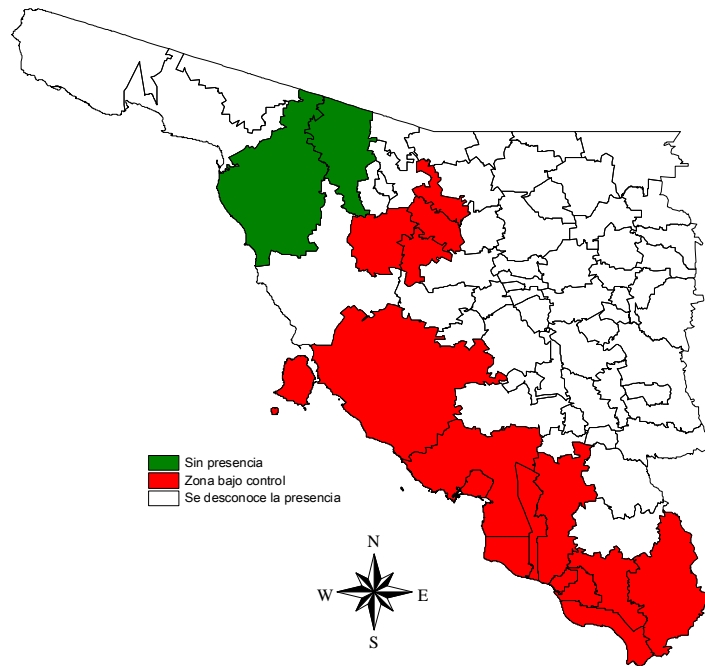 Sin presencia
Zona bajo control
Se desconoce la presencia
N
W E
S